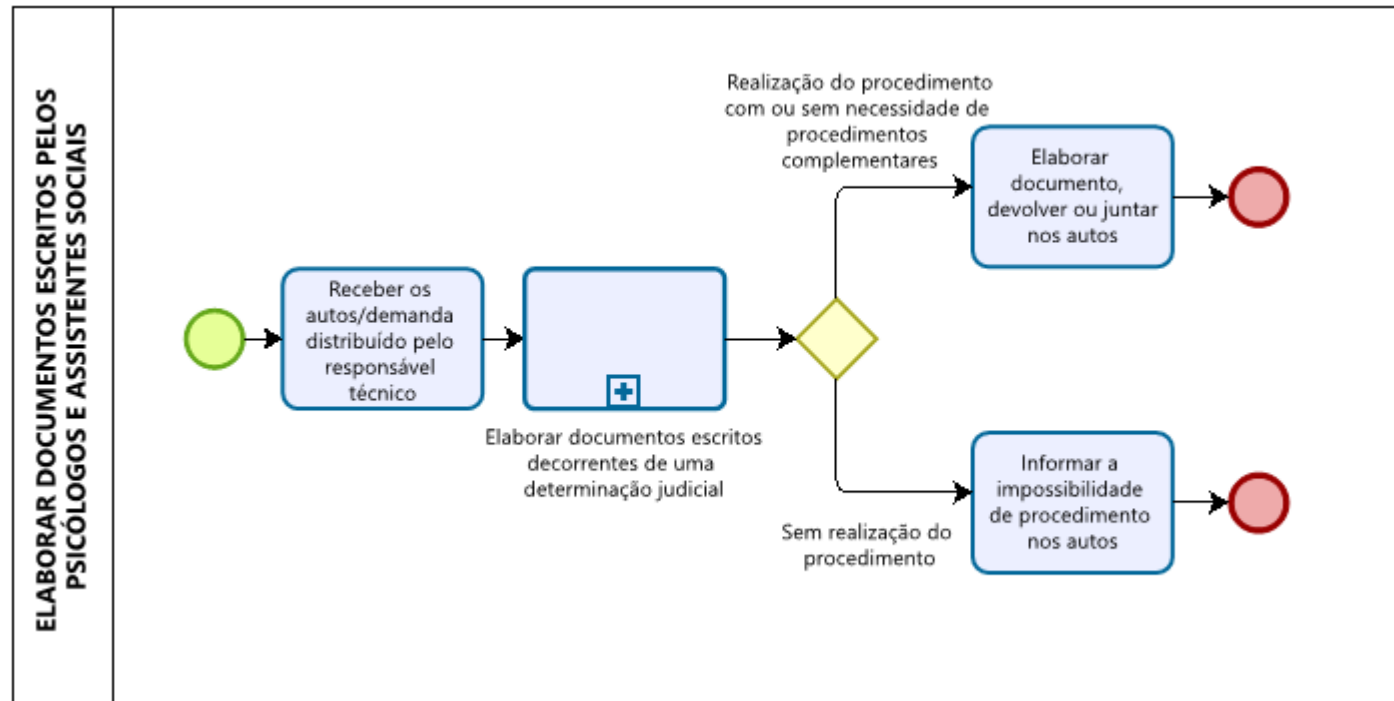 ELABORAR DOCUMENTOS ESCRITOS PELOS
PSICÓLOGOS E ASSISTENTES SOCIAIS
Receber os
autos/demanda
distribuído pelo
responsável
técnico
Elaborar documentos escritos
decorrentes de uma
determinação judicial
Realização do procedimento
com ou sem necessidade de
procedimentos
complementares
Elaborar
documento,
devolver ou juntar
nos autos
Sem realização do
procedimento
Informar a
impossibilidade
de procedimento
nos autos